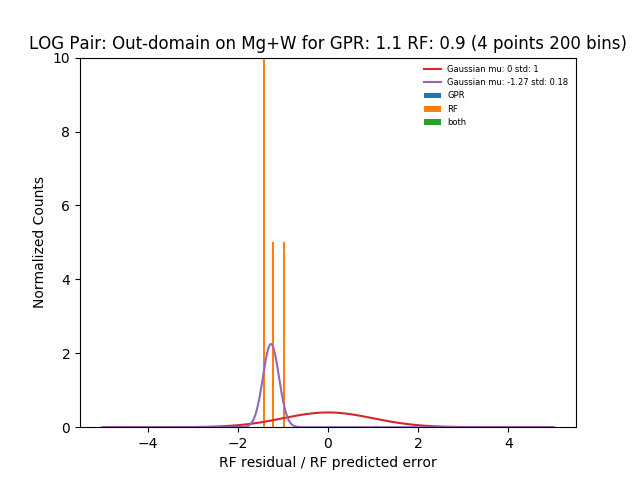 LOG Pair: Out-domain on Mg+W for GPR: 1.1 RF: 0.9 (4 points 200 bins)
Gaussian mu: 0 std: 1
Gaussian mu: -1.27 std: 0.18
GPR
RF
both
10
8
6
4
2
0
Normalized Counts
−4
−2
0
2
4
RF residual / RF predicted error